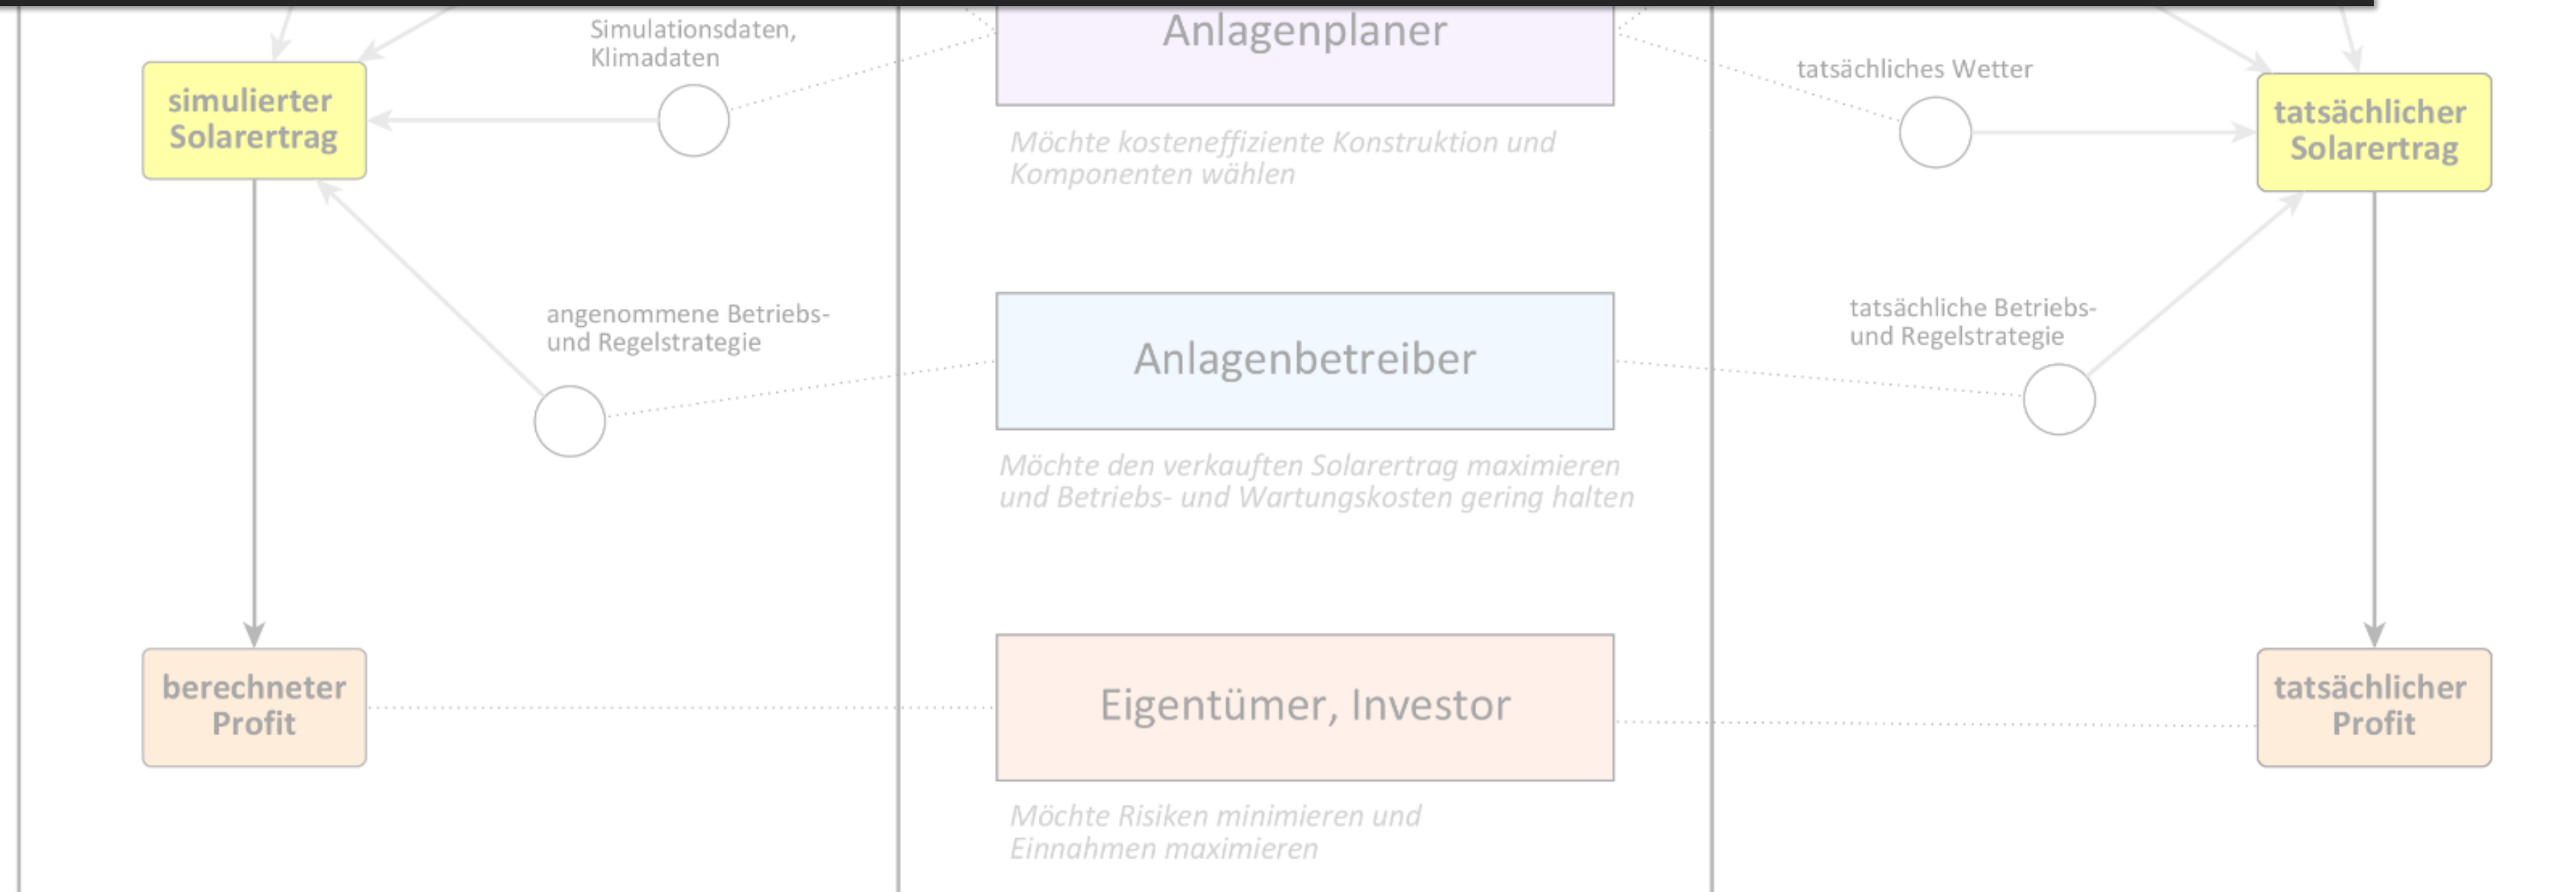 Simulationsdaten,
Klimadaten
simulierter
Solarertrag
angenommene Betriebs-
und Regelstrategie
berechneter
Profit
Anlagenplaner
Möchte kosteneffiziente Konstruktion und
Komponenten wählen
Anlagenbetreiber
Möchte den verkauften Solarertrag maximieren
und Betriebs- und Wartungskosten gering halten
Eigentümer, Investor
Möchte Risiken minimieren und
Einnahmen maximieren
tatsächliches Wetter
tatsächlicher
Solarertrag
tatsächliche Betriebs-
und Regelstrategie
tatsächlicher
Profit